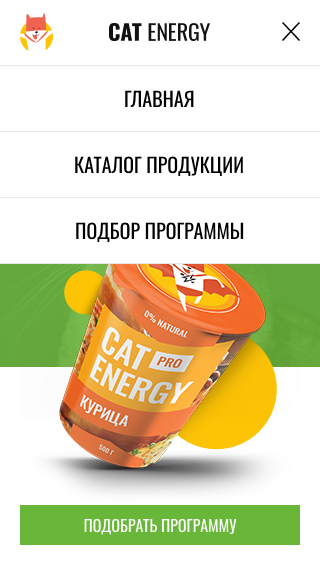 CAT ENERGY
ГЛАВНАЯ
КАТАЛОГ ПРОДУКЦИИ
ПОДБОР ПРОГРАММЫ
0% NATURAL
CAT PRO
ENERGY
КУРИЦА
500 Г
ПОДОБРАТЬ ПРОГРАММУ